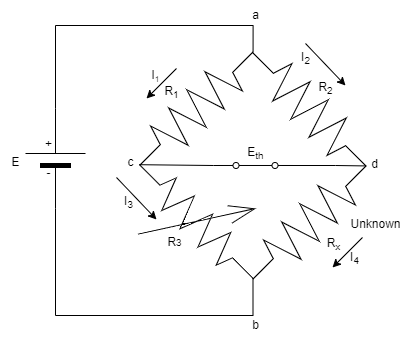 a
I1
I2
R1
R2
+
E
-
c
Eth
d
I3
R3
Unknown
Rx
I4
b